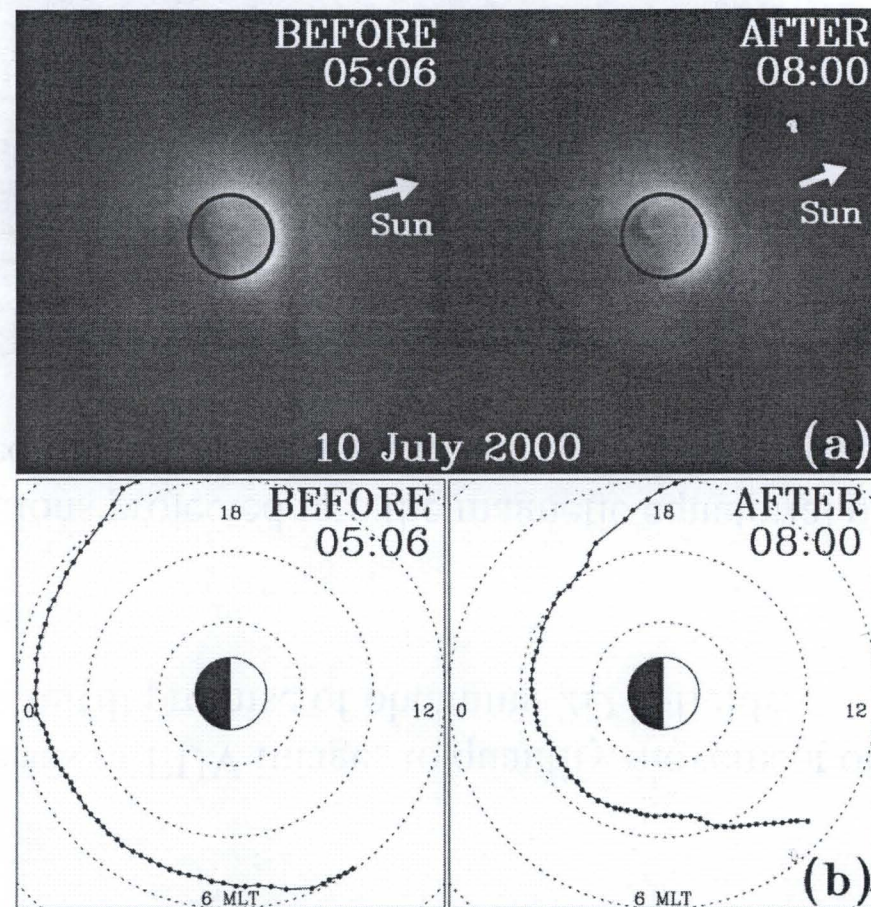 BEFORE
05:06
Sun
AFTER
08:00
Sun
10 July 2000
(a)
BEFORE
05:06
18
0
12
6 MLT
AFTER
08:00
18
0
12
6 MLT
(b)